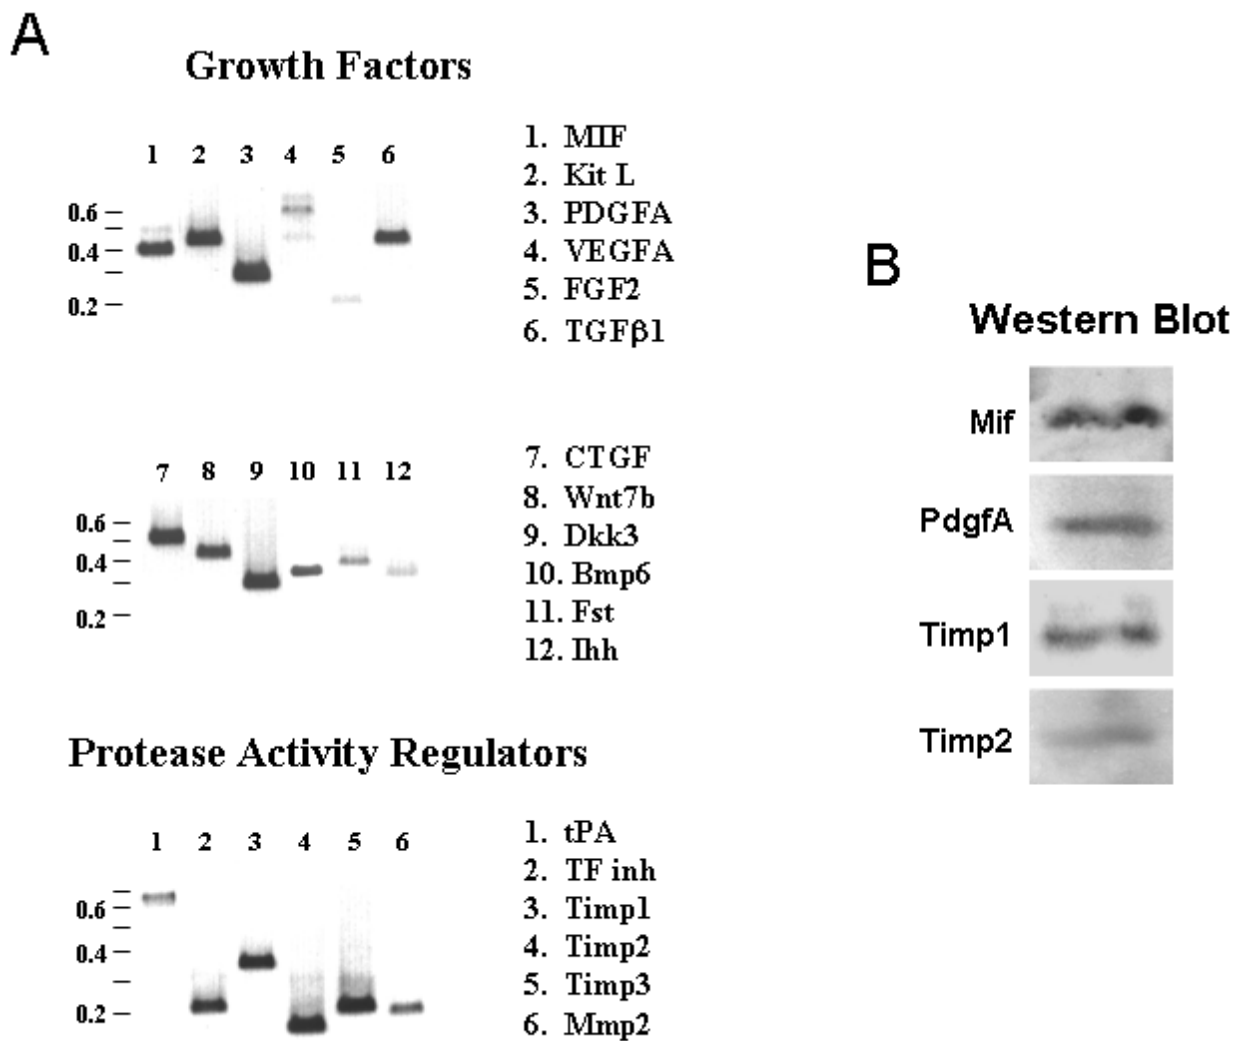 A
Growth Factors
1 2 3 4 5 6
0.6
0.4
0.2
1. MIF
2. Kit L
3. PDGFA
4. VEGFA
5. FGF2
6. TGFβ1
7 8 9 10 11 12
0.6
0.4
0.2
7. CTGF
8. Wnt7b
9. Dkk3
10. Bmp6
11. Fst
12. Ihh
Protease Activity Regulators
1 2 3 4 5 6
0.6
0.4
0.2
1. tPA
2. TF inh
3. Timp1
4. Timp2
5. Timp3
6. Mmp2
B
Western Blot
Mif
PdgfA
Timp1
Timp2